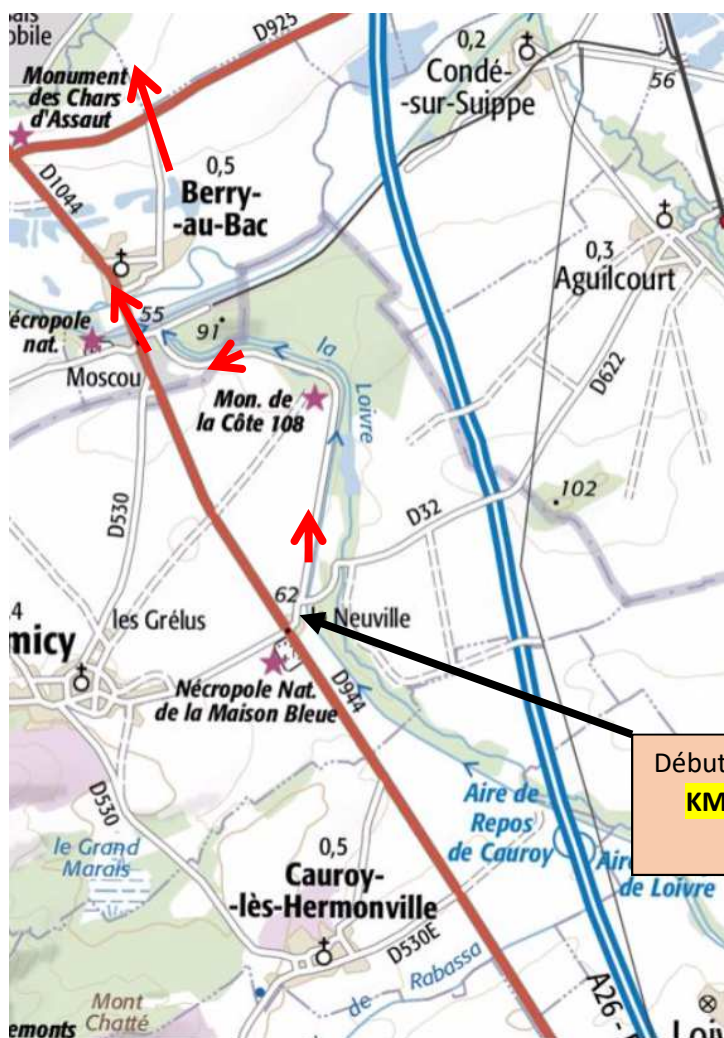 D925
obile
Monument
des Chars
d'Assaut
0,2
Condé-
-sur-Suippe
56
D1044
0,5
Berry-
-au-Bac
0,3
Aguilcourt
55
91
nat.
Moscou
la
Loivre
Mon. de
la Côte 108
D622
D530
102
D32
62
les Grélus
Neuville
micy
Nécropole Nat.
de la Maison Bleue
D944
Début
KM
D530
le Grand
Marais
Aire de
Repos
de Cauroy
de Loivre
0,5
Cauroy-
-lès-Hermonville
D530E
de
Rabassa
A26
Mont
Chatté
emonts